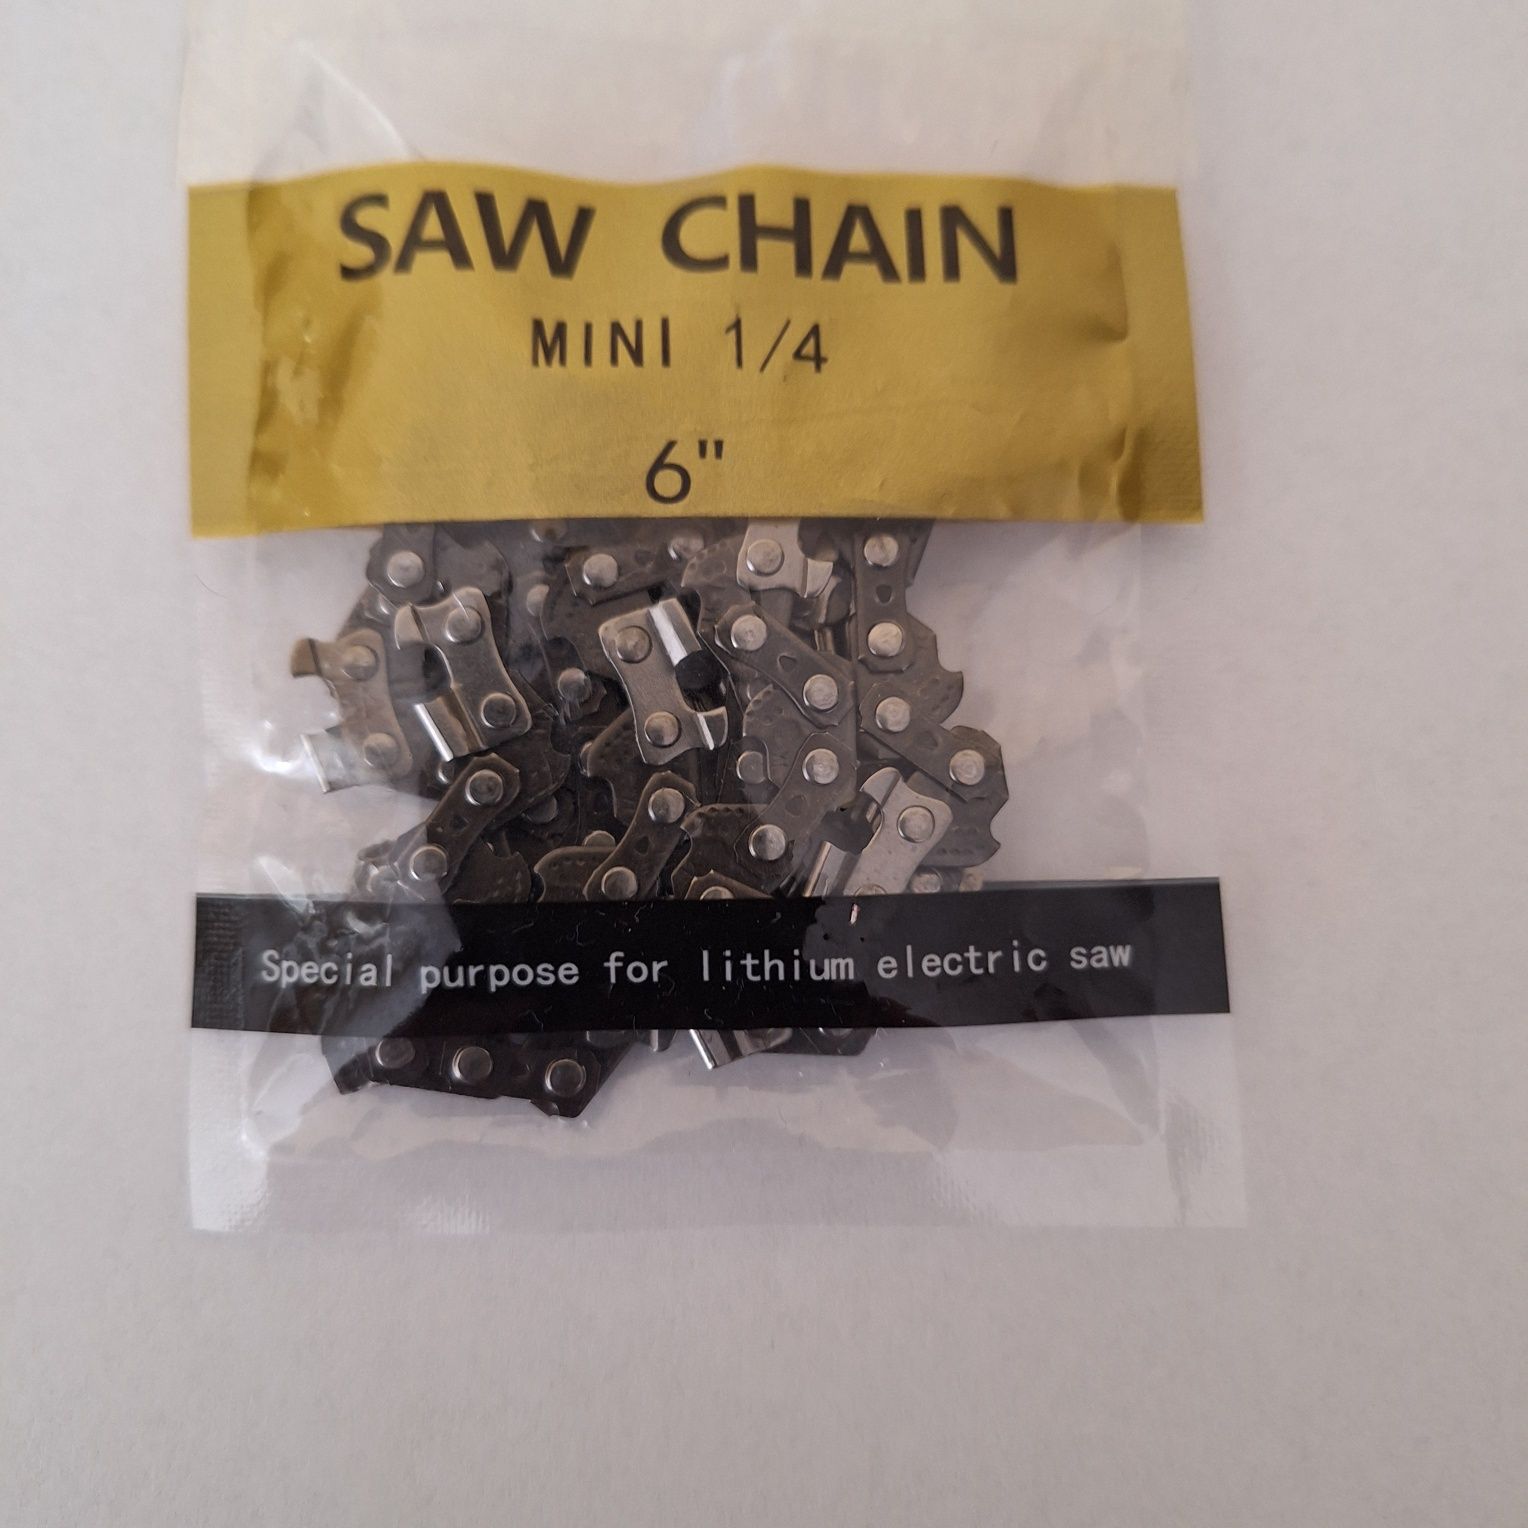 SAW CHAIN
MINI 1/4
6"
Special purpose for lithium electric saw